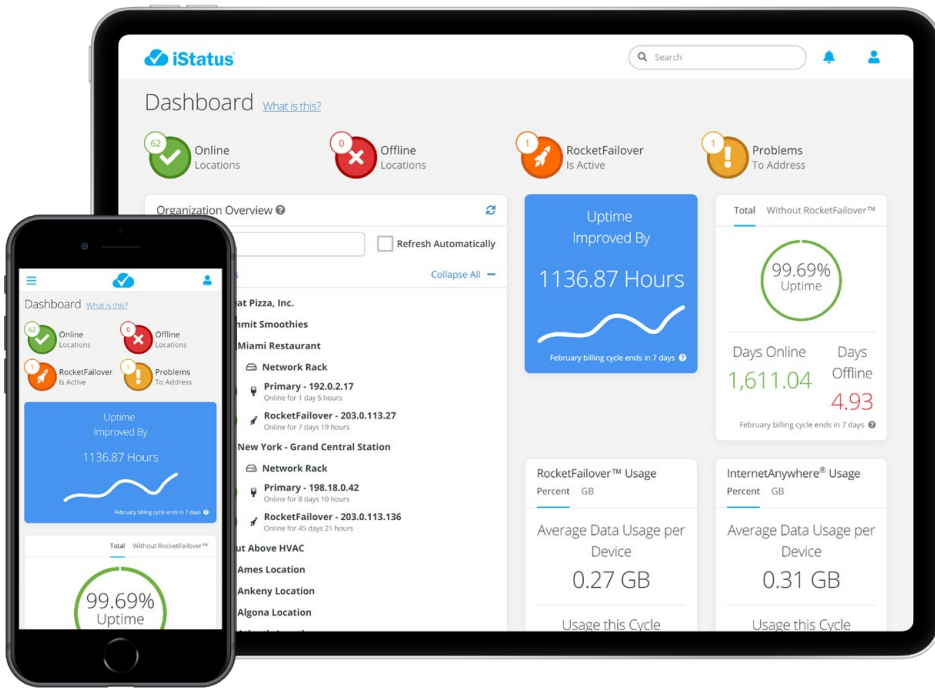 iStatus
Search
Dashboard What is this?
62
Online
Locations
0
Offline
Locations
1
RocketFailover
Is Active
1
Problems
To Address
Organization Overview
Refresh Automatically
Collapse All
Pizza, Inc.
Smoothies
Miami Restaurant
Network Rack
Primary - 192.0.2.17
Online for 1 day 5 hours
RocketFailover - 203.0.113.27
Online for 7 days 19 hours
New York - Grand Central Station
Network Rack
Primary - 198.18.0.42
Online for 8 days 10 hours
RocketFailover - 203.0.113.136
Online for 45 days 21 hours
Above HVAC
Ames Location
Ankeny Location
Algona Location
Uptime
Improved By
1136.87 Hours
February billing cycle ends in 7 days
Total Without RocketFailover™
99.69%
Uptime
Days Online
1,611.04
Days
Offline
4.93
February billing cycle ends in 7 days
RocketFailover™ Usage
Percent GB
Average Data Usage per
Device
0.27 GB
Usage this Cycle
InternetAnywhere® Usage
Percent GB
Average Data Usage per
Device
0.31 GB
Usage this Cycle
Dashboard What is this?
62
Online
Locations
0
Offline
Locations
1
RocketFailover
Is Active
1
Problems
To Address
Uptime
Improved By
1136.87 Hours
February billing cycle ends in 7 days
Total Without RocketFailover™
99.69%
Uptime